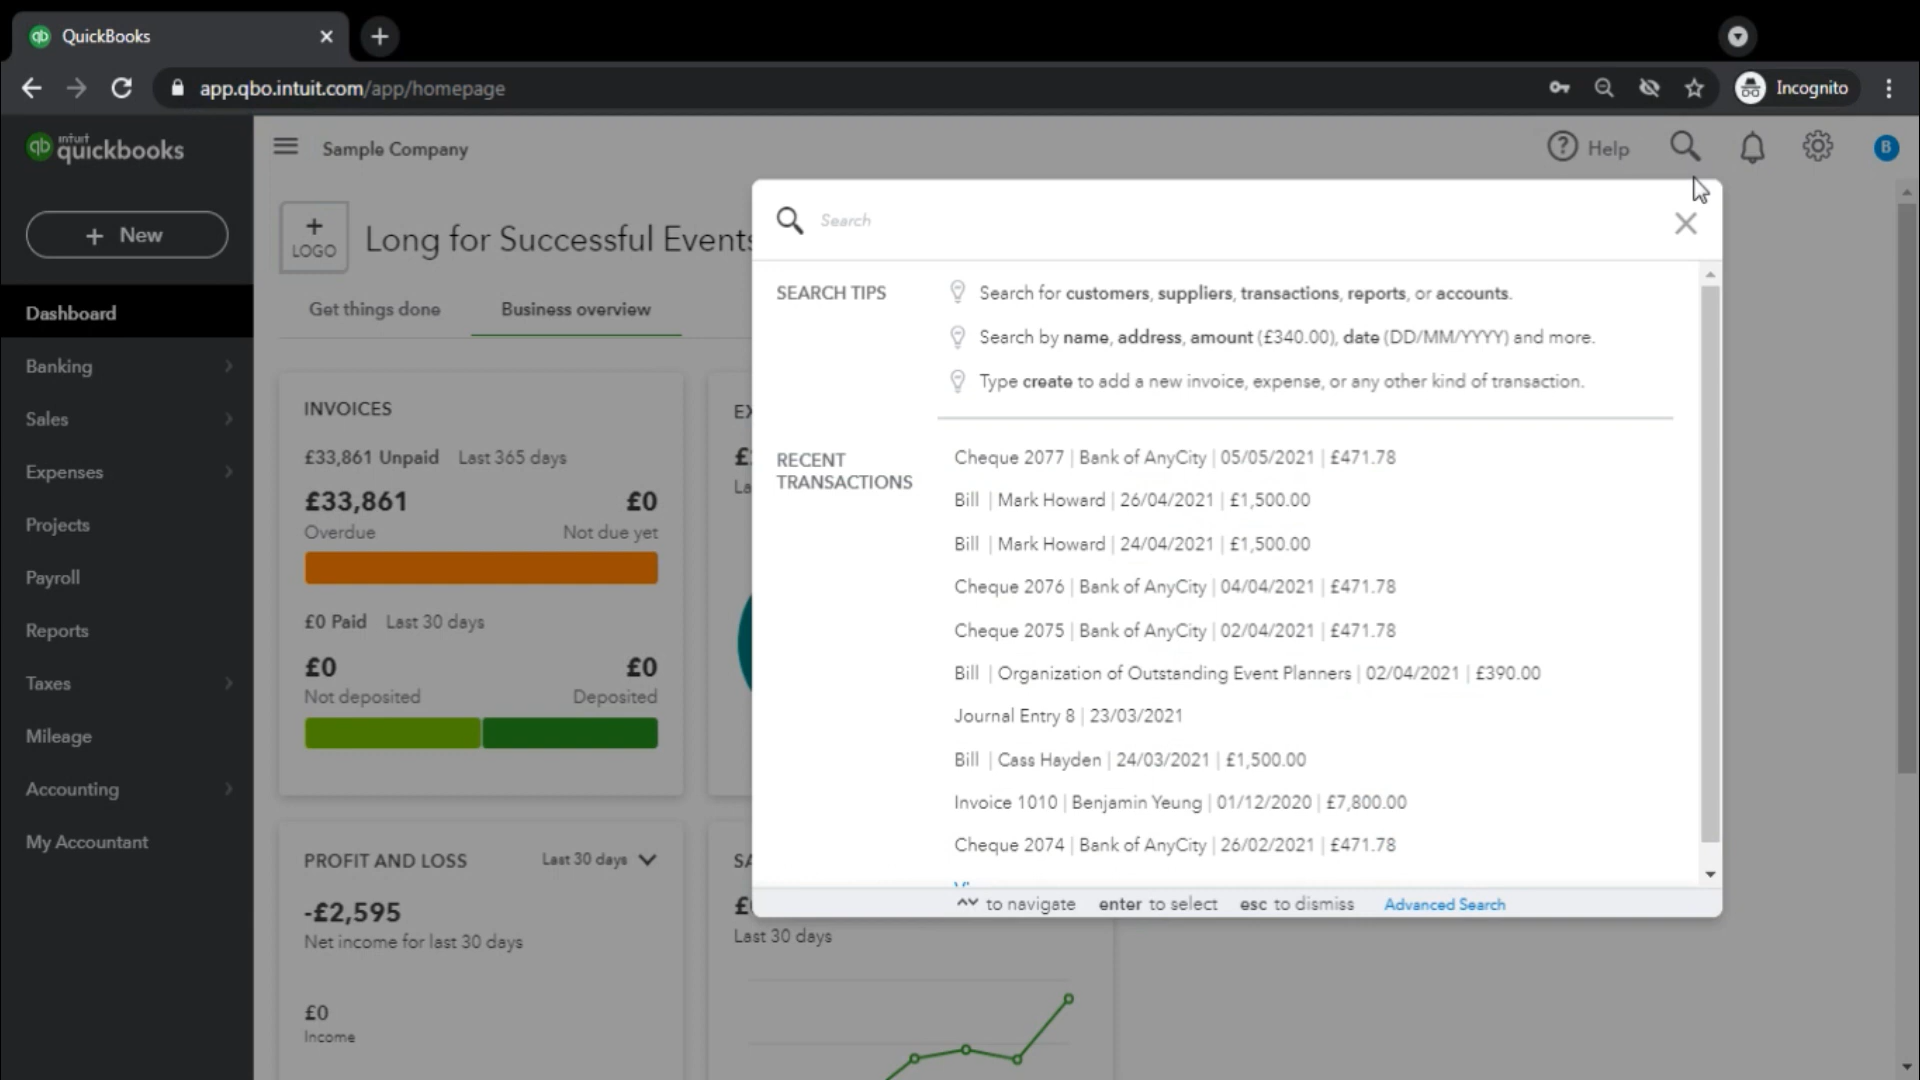 QuickBooks
app.qbo.intuit.com/app/homepage
Incognito
intuit
quickbooks
Sample Company
Help
B
+ New
Dashboard
Banking
Sales
Expenses
Projects
Payroll
Reports
Taxes
Mileage
Accounting
My Accountant
+
LOGO
Long for Successful Events
Get things done
Business overview
INVOICES
£33,861 Unpaid Last 365 days
£33,861 £0
Overdue Not due yet
£0 Paid Last 30 days
£0 £0
Not deposited Deposited
PROFIT AND LOSS Last 30 days
-£2,595
Net income for last 30 days
£0
Income
Last 30 days
Search
SEARCH TIPS
Search for customers, suppliers, transactions, reports, or accounts.
Search by name, address, amount (£340.00), date (DD/MM/YYYY) and more.
Type create to add a new invoice, expense, or any other kind of transaction.
RECENT
TRANSACTIONS
Cheque 2077 | Bank of AnyCity | 05/05/2021 | £471.78
Bill | Mark Howard | 26/04/2021 | £1,500.00
Bill | Mark Howard | 24/04/2021 | £1,500.00
Cheque 2076 | Bank of AnyCity | 04/04/2021 | £471.78
Cheque 2075 | Bank of AnyCity | 02/04/2021 | £471.78
Bill | Organization of Outstanding Event Planners | 02/04/2021 | £390.00
Journal Entry 8 | 23/03/2021
Bill | Cass Hayden | 24/03/2021 | £1,500.00
Invoice 1010 | Benjamin Yeung | 01/12/2020 | £7,800.00
Cheque 2074 | Bank of AnyCity | 26/02/2021 | £471.78
to navigate enter to select esc to dismiss Advanced Search